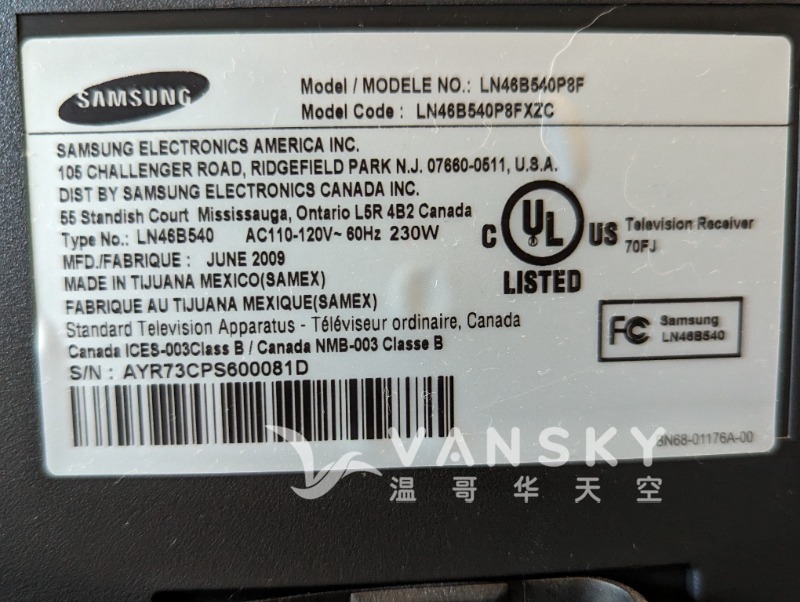 SAMSUNG
Model / MODELE NO.: LN46B540P8F
Model Code : LN46B540P8FXZC
SAMSUNG ELECTRONICS AMERICA INC.
105 CHALLENGER ROAD, RIDGEFIELD PARK N.J. 07660-0511, U.S.A.
DIST BY SAMSUNG ELECTRONICS CANADA INC.
55 Standish Court Mississauga, Ontario L5R 4B2 Canada
Type No.: LN46B540 AC110-120V~ 60Hz 230W
MFD./FABRIQUE : JUNE 2009
MADE IN TIJUANA MEXICO(SAMEX)
FABRIQUE AU TIJUANA MEXIQUE(SAMEX)
Standard Television Apparatus - Téléviseur ordinaire, Canada
Canada ICES-003Class B / Canada NMB-003 Classe B
S/N : AYR73CPS600081D
C UL US
LISTED
Television Receiver
70FJ
FC Samsung
LN46B540
BN68-01176A-00
VANSKY
温哥华天空